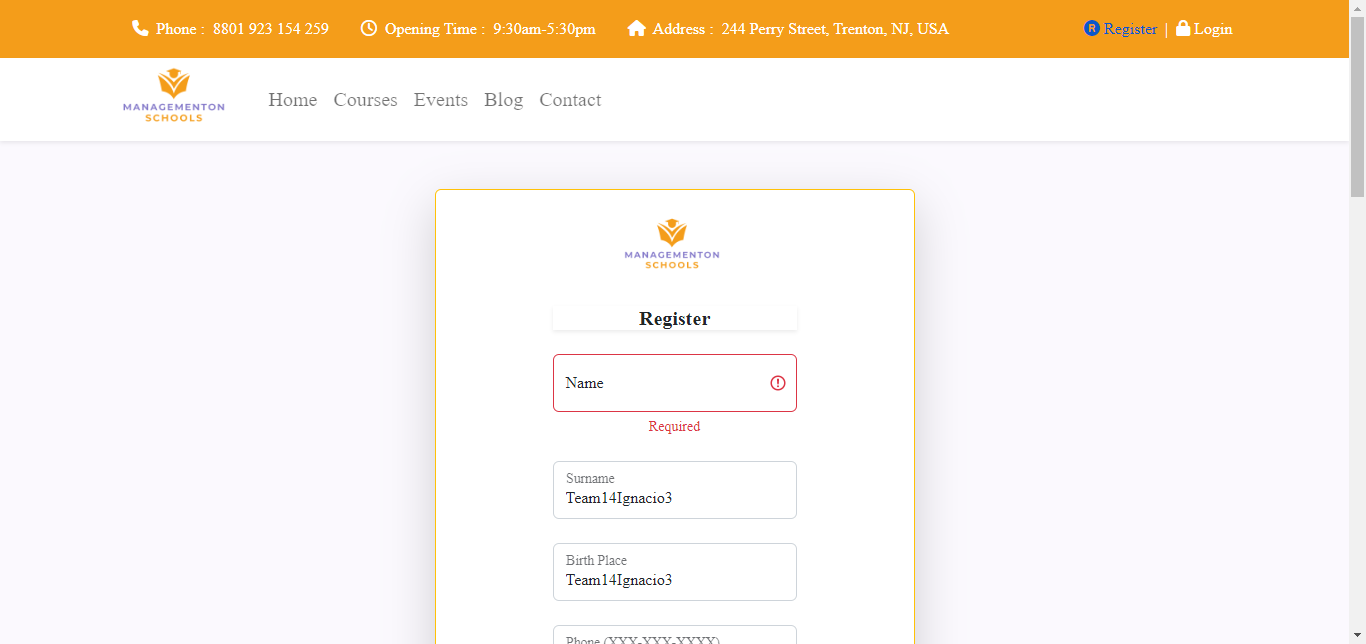 Phone : 8801 923 154 259 Opening Time : 9:30am-5:30pm Address : 244 Perry Street, Trenton, NJ, USA R Register | Login
MANAGEMENTON
SCHOOLS
Home Courses Events Blog Contact
MANAGEMENTON
SCHOOLS
Register
Name
Required
Surname
Team14Ignacio3
Birth Place
Team14Ignacio3
Phone (XXX-XXX-XXXX)